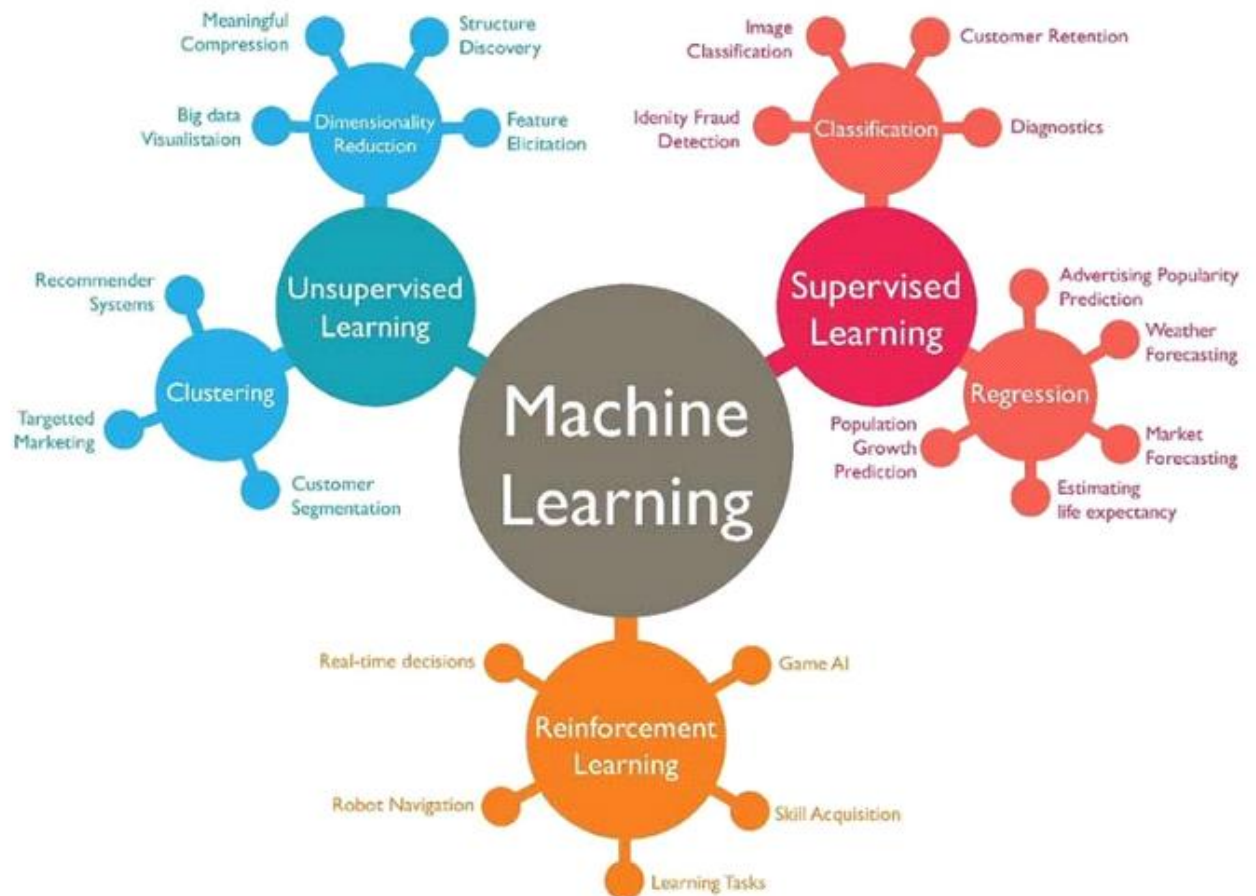 Meaningful
Compression
Structure
Discovery
Big data
Visualistaion
Dimensionality
Reduction
Feature
Elicitation
Image
Classification
Customer Retention
Idenity Fraud
Detection
Classification
Diagnostics
Recommender
Systems
Unsupervised
Learning
Clustering
Targetted
Marketing
Customer
Segmentation
Supervised
Learning
Advertising Popularity
Prediction
Weather
Forecasting
Regression
Population
Growth
Prediction
Market
Forecasting
Estimating
life expectancy
Machine
Learning
Real-time decisions
Game AI
Reinforcement
Learning
Robot Navigation
Skill Acquisition
Learning Tasks